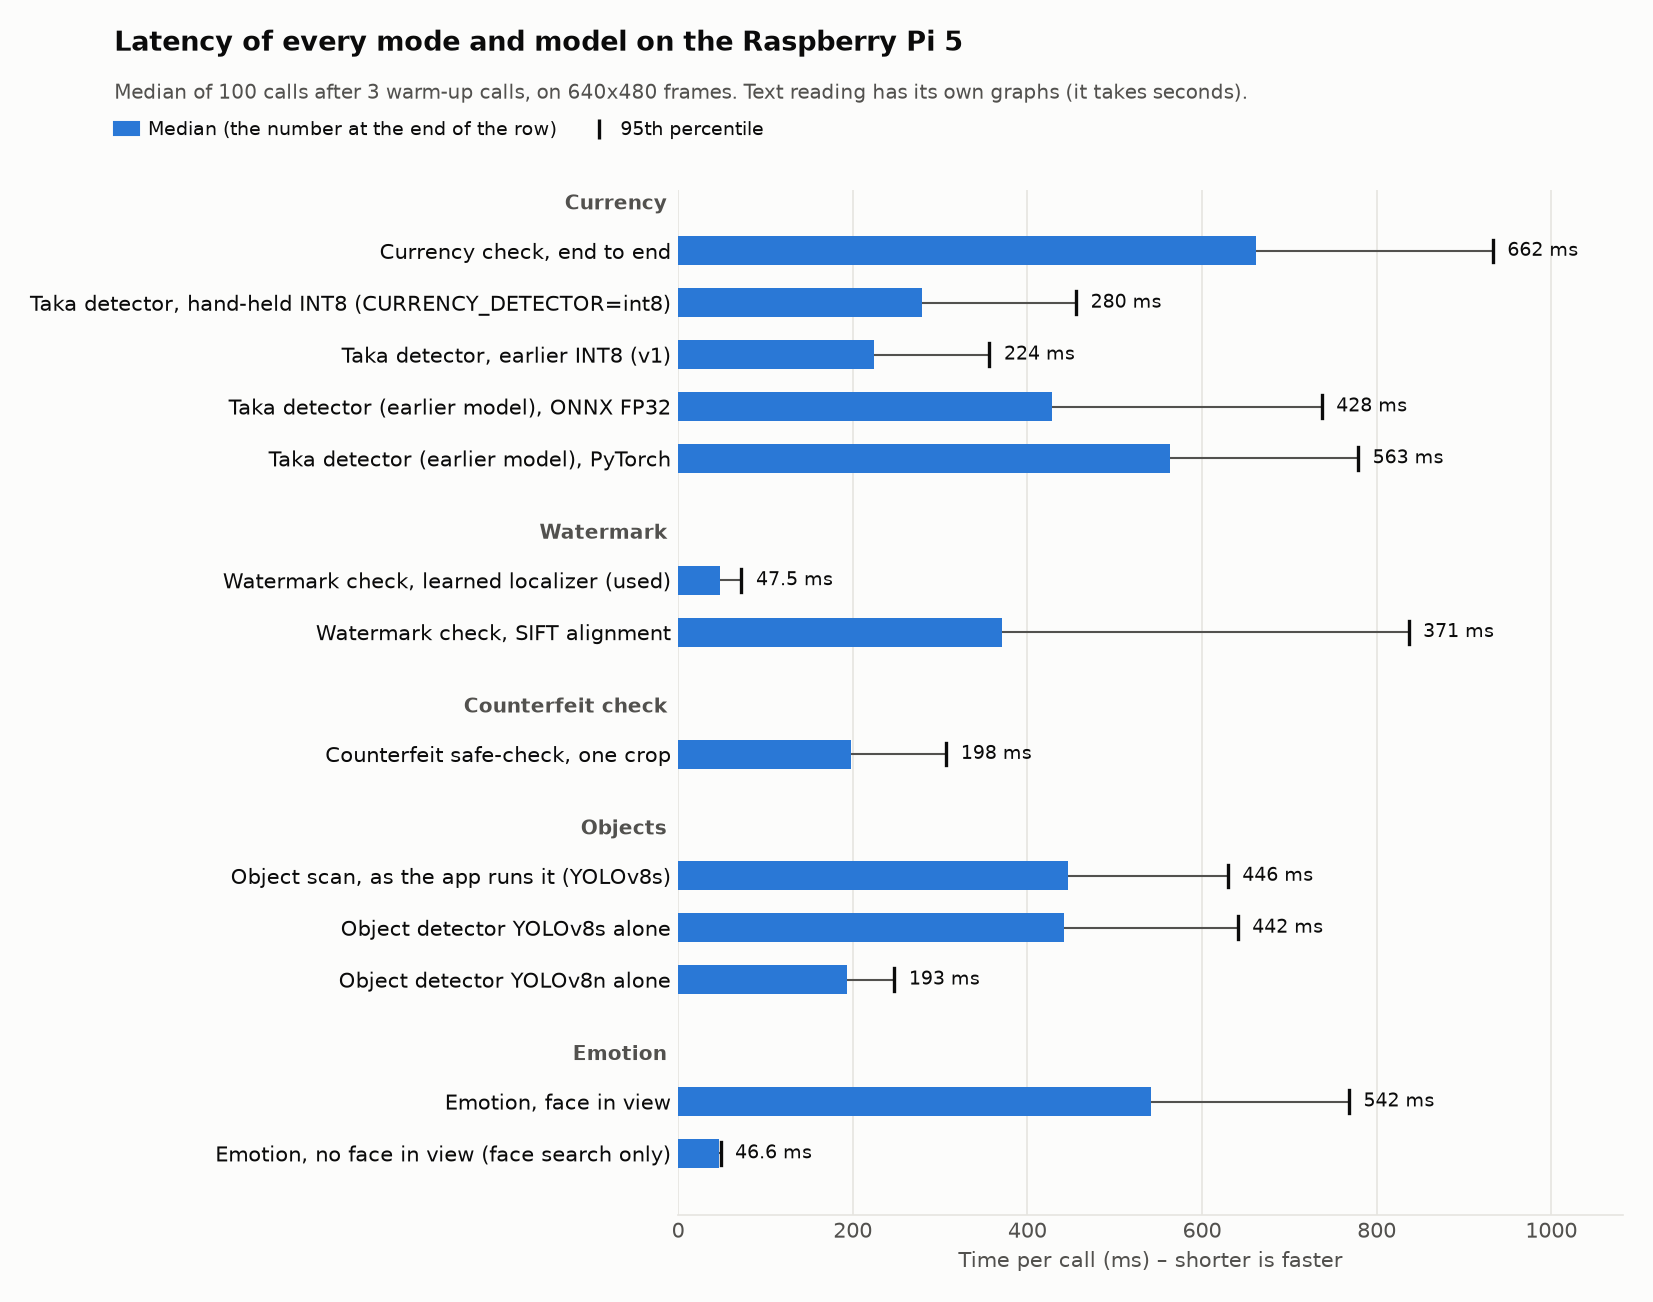 Latency of every mode and model on the Raspberry Pi 5
Median of 100 calls after 3 warm-up calls, on 640x480 frames. Text reading has its own graphs (it takes seconds).
Median (the number at the end of the row) 95th percentile
Currency
Currency check, end to end 662 ms
Taka detector, hand-held INT8 (CURRENCY_DETECTOR=int8) 280 ms
Taka detector, earlier INT8 (v1) 224 ms
Taka detector (earlier model), ONNX FP32 428 ms
Taka detector (earlier model), PyTorch 563 ms
Watermark
Watermark check, learned localizer (used) 47.5 ms
Watermark check, SIFT alignment 371 ms
Counterfeit check
Counterfeit safe-check, one crop 198 ms
Objects
Object scan, as the app runs it (YOLOv8s) 446 ms
Object detector YOLOv8s alone 442 ms
Object detector YOLOv8n alone 193 ms
Emotion
Emotion, face in view 542 ms
Emotion, no face in view (face search only) 46.6 ms
0 200 400 600 800 1000
Time per call (ms) – shorter is faster